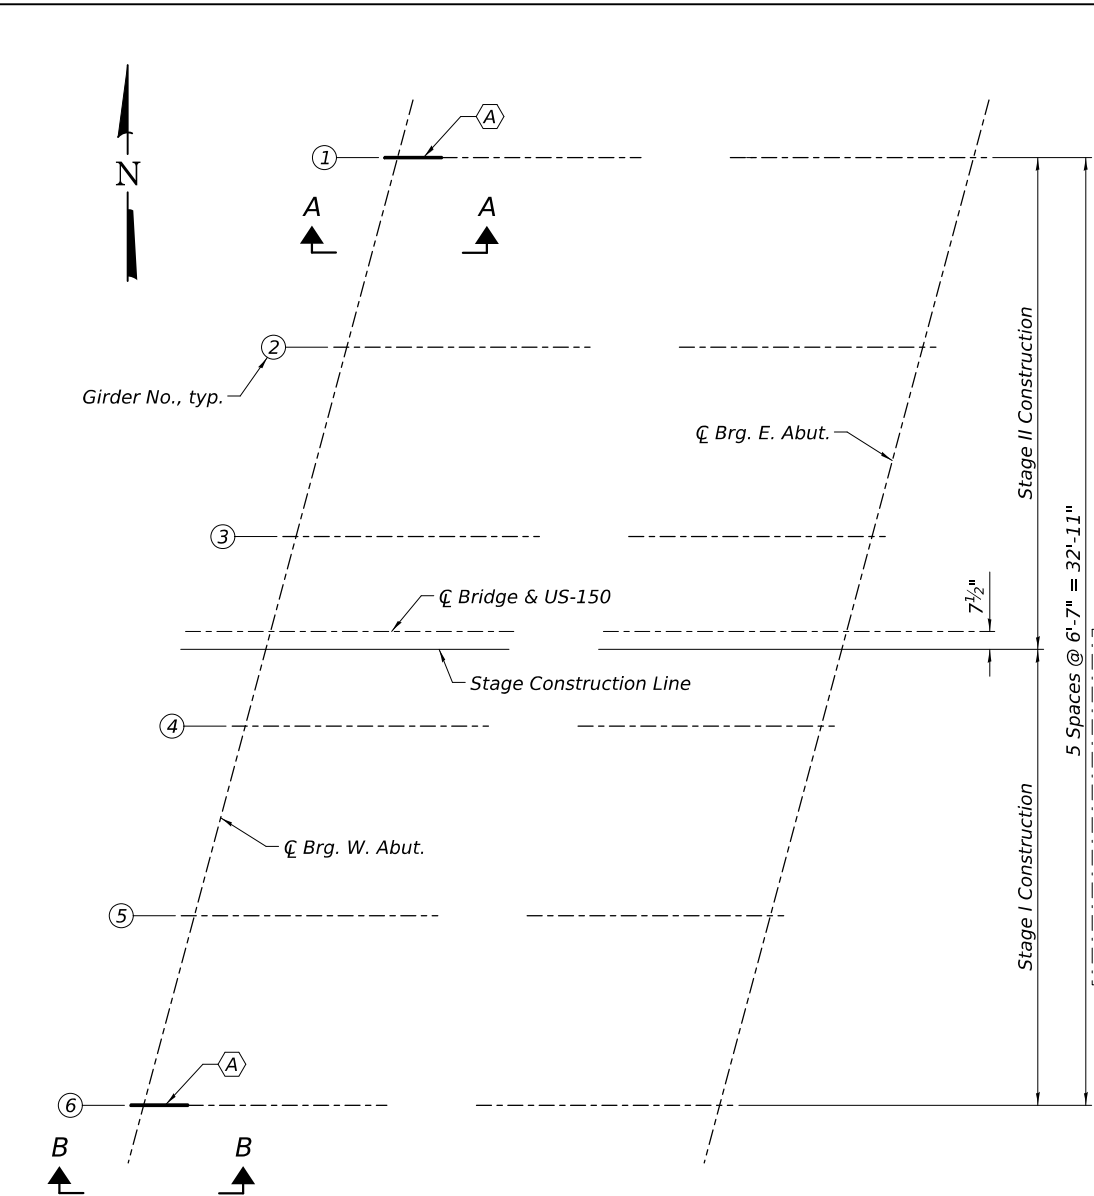 A
1
N
A A
2
Girder No., typ.
Stage II Construction
℄ Brg. E. Abut.
5 Spaces @ 6'-7" = 32'-11"
3
7½"
℄ Bridge & US-150
Stage Construction Line
4
Stage I Construction
℄ Brg. W. Abut.
5
A
6
B B